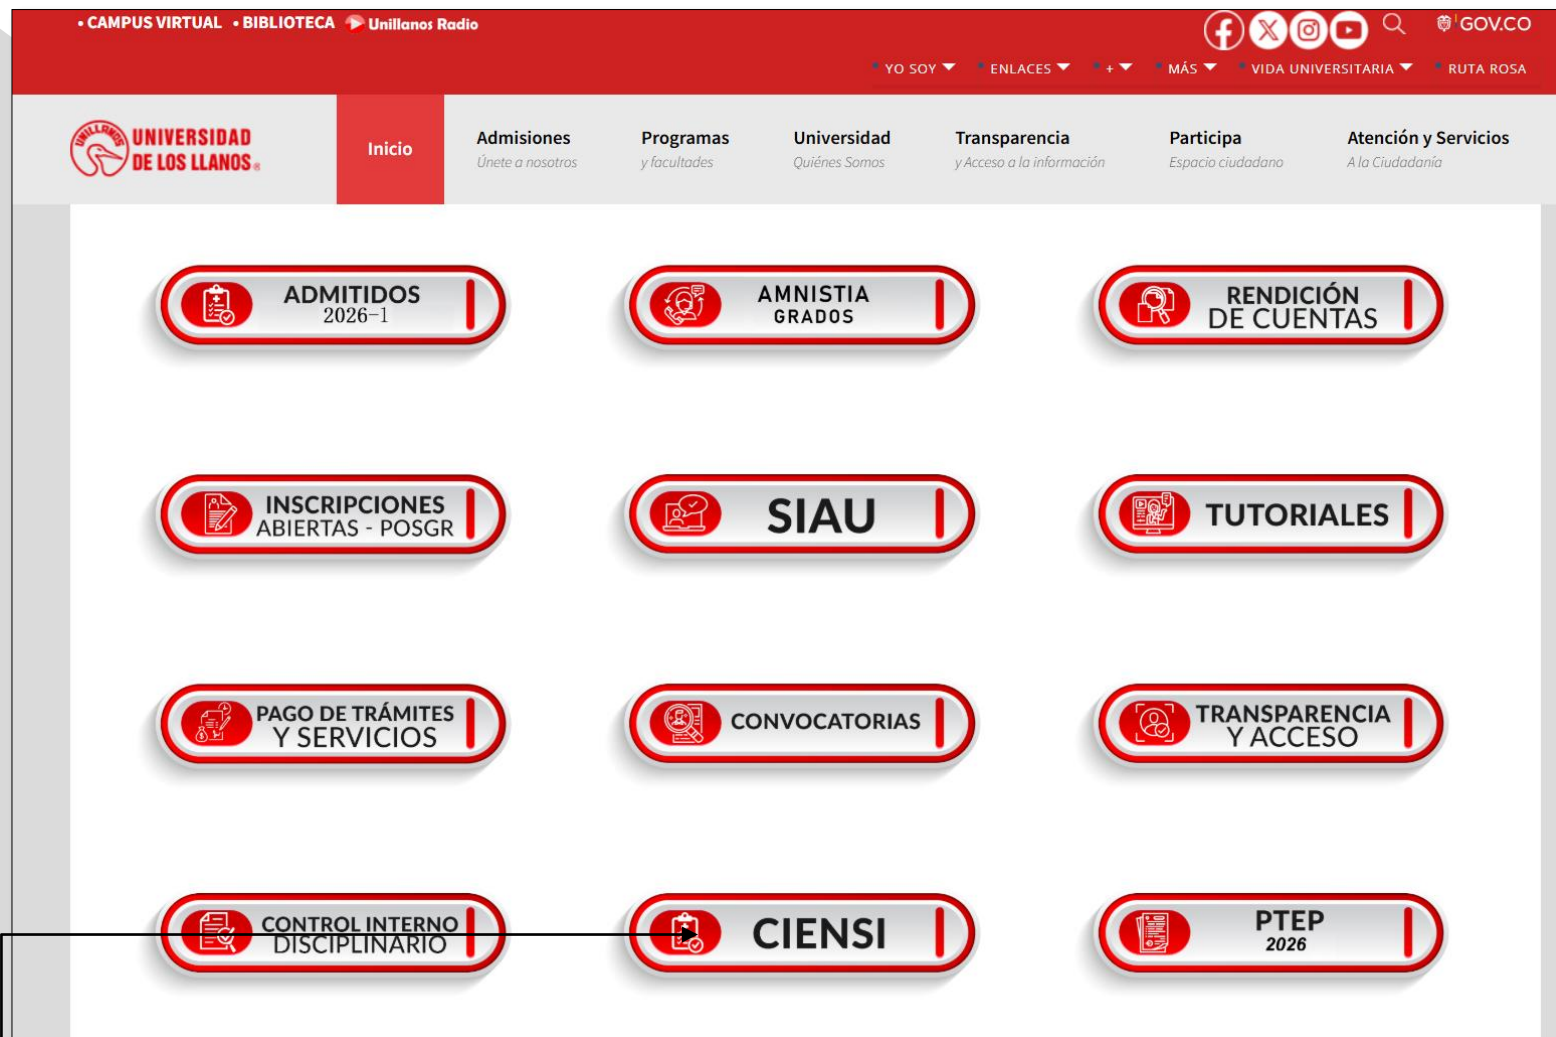 • CAMPUS VIRTUAL • BIBLIOTECA Unillanos Radio
GOV.CO
YO SOY ENLACES + MÁS VIDA UNIVERSITARIA RUTA ROSA
UNILLANOS
UNIVERSIDAD
DE LOS LLANOS®
Inicio
Admisiones
Únete a nosotros
Programas
y facultades
Universidad
Quiénes Somos
Transparencia
y Acceso a la información
Participa
Espacio ciudadano
Atención y Servicios
A la Ciudadanía
ADMITIDOS
2026-1
AMNISTIA
GRADOS
RENDICIÓN
DE CUENTAS
INSCRIPCIONES
ABIERTAS - POSGR
SIAU
TUTORIALES
PAGO DE TRÁMITES
Y SERVICIOS
CONVOCATORIAS
TRANSPARENCIA
Y ACCESO
CONTROL INTERNO
DISCIPLINARIO
CIENSI
PTEP
2026